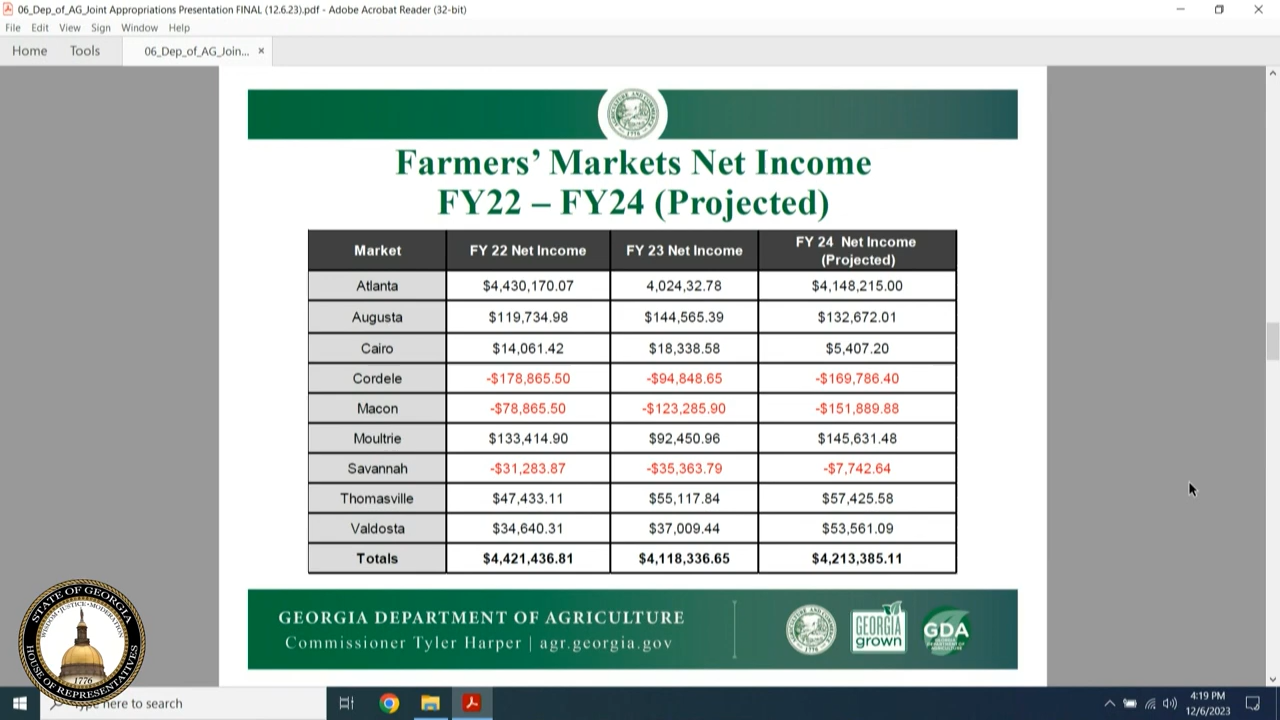 06_Dep_of_AG_Joint Appropriations Presentation FINAL (12.6.23).pdf - Adobe Acrobat Reader (32-bit)
File Edit View Sign Window Help
Home Tools 06_Dep_of_AG_Join... ×
Farmers’ Markets Net Income
FY22 – FY24 (Projected)
Market FY 22 Net Income FY 23 Net Income FY 24 Net Income (Projected)
Atlanta $4,430,170.07 4,024,32.78 $4,148,215.00
Augusta $119,734.98 $144,565.39 $132,672.01
Cairo $14,061.42 $18,338.58 $5,407.20
Cordele -$178,865.50 -$94,848.65 -$169,786.40
Macon -$78,865.50 -$123,285.90 -$151,889.88
Moultrie $133,414.90 $92,450.96 $145,631.48
Savannah -$31,283.87 -$35,363.79 -$7,742.64
Thomasville $47,433.11 $55,117.84 $57,425.58
Valdosta $34,640.31 $37,009.44 $53,561.09
Totals $4,421,436.81 $4,118,336.65 $4,213,385.11
GEORGIA DEPARTMENT OF AGRICULTURE
Commissioner Tyler Harper | agr.georgia.gov
1776
GEORGIA
grown
GDA
STATE OF GEORGIA
WISDOM • JUSTICE • MODERATION
1776
HOUSE OF REPRESENTATIVES
here to search
4:19 PM
12/6/2023